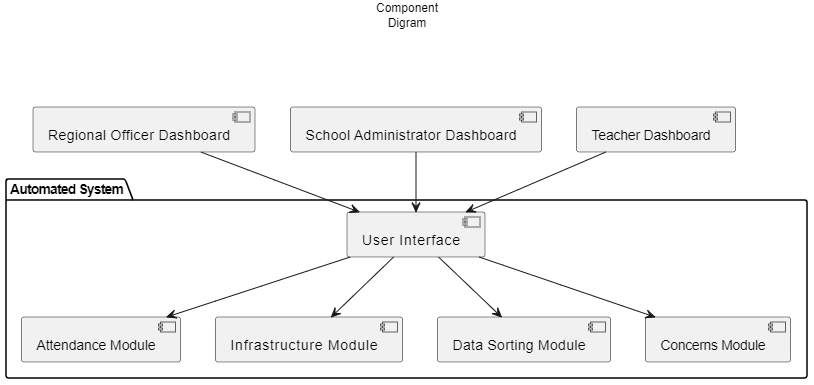 Component
Digram
Regional Officer Dashboard
School Administrator Dashboard
Teacher Dashboard
Automated System
User Interface
Attendance Module
Infrastructure Module
Data Sorting Module
Concerns Module